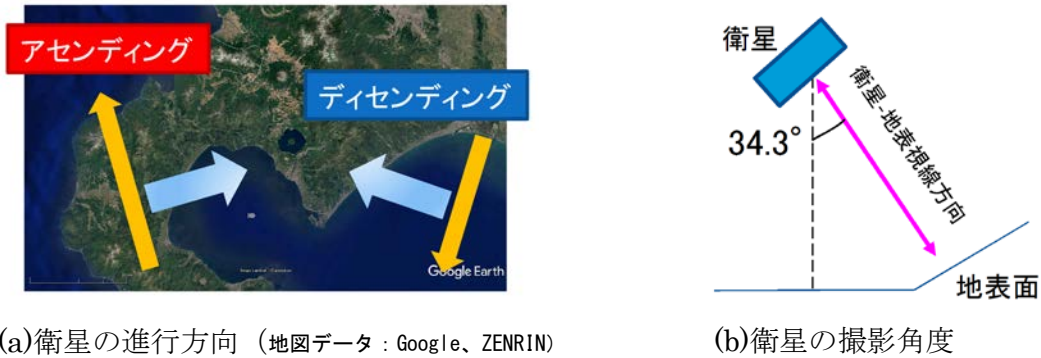 アセンディング
ディセンディング
Google Earth
衛星
34.3°
衛星-地表視線方向
地表面
(a)衛星の進行方向（地図データ：Google、ZENRIN）
(b)衛星の撮影角度